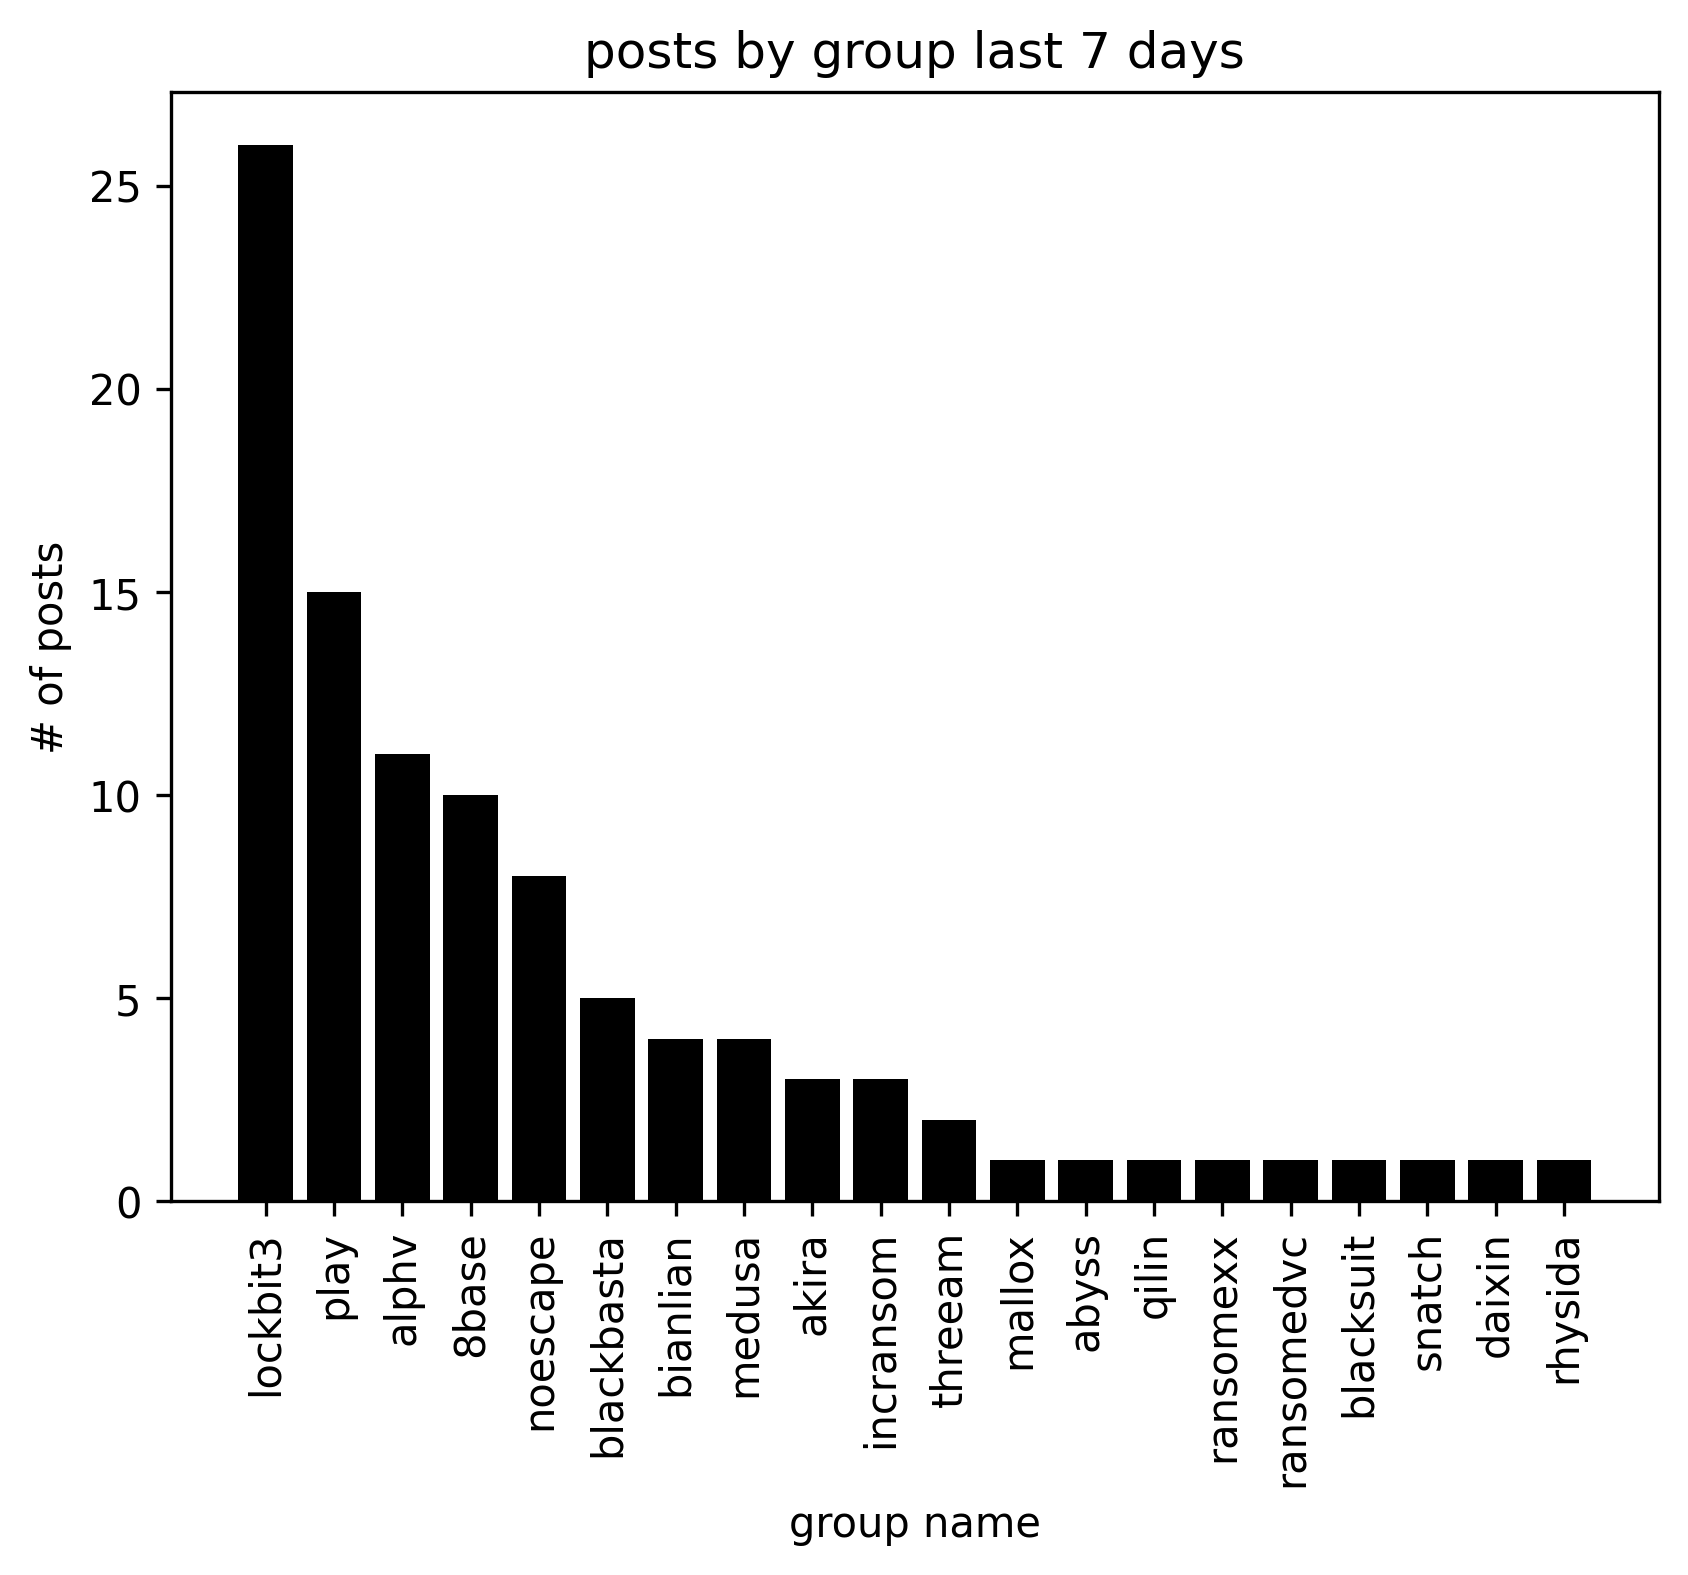 posts by group last 7 days
# of posts
25
20
15
10
5
0
lockbit3
play
alphv
8base
noescape
blackbasta
bianlian
medusa
akira
incransom
threeam
mallox
abyss
qilin
ransomexx
ransomedvc
blacksuit
snatch
daixin
rhysida
group name